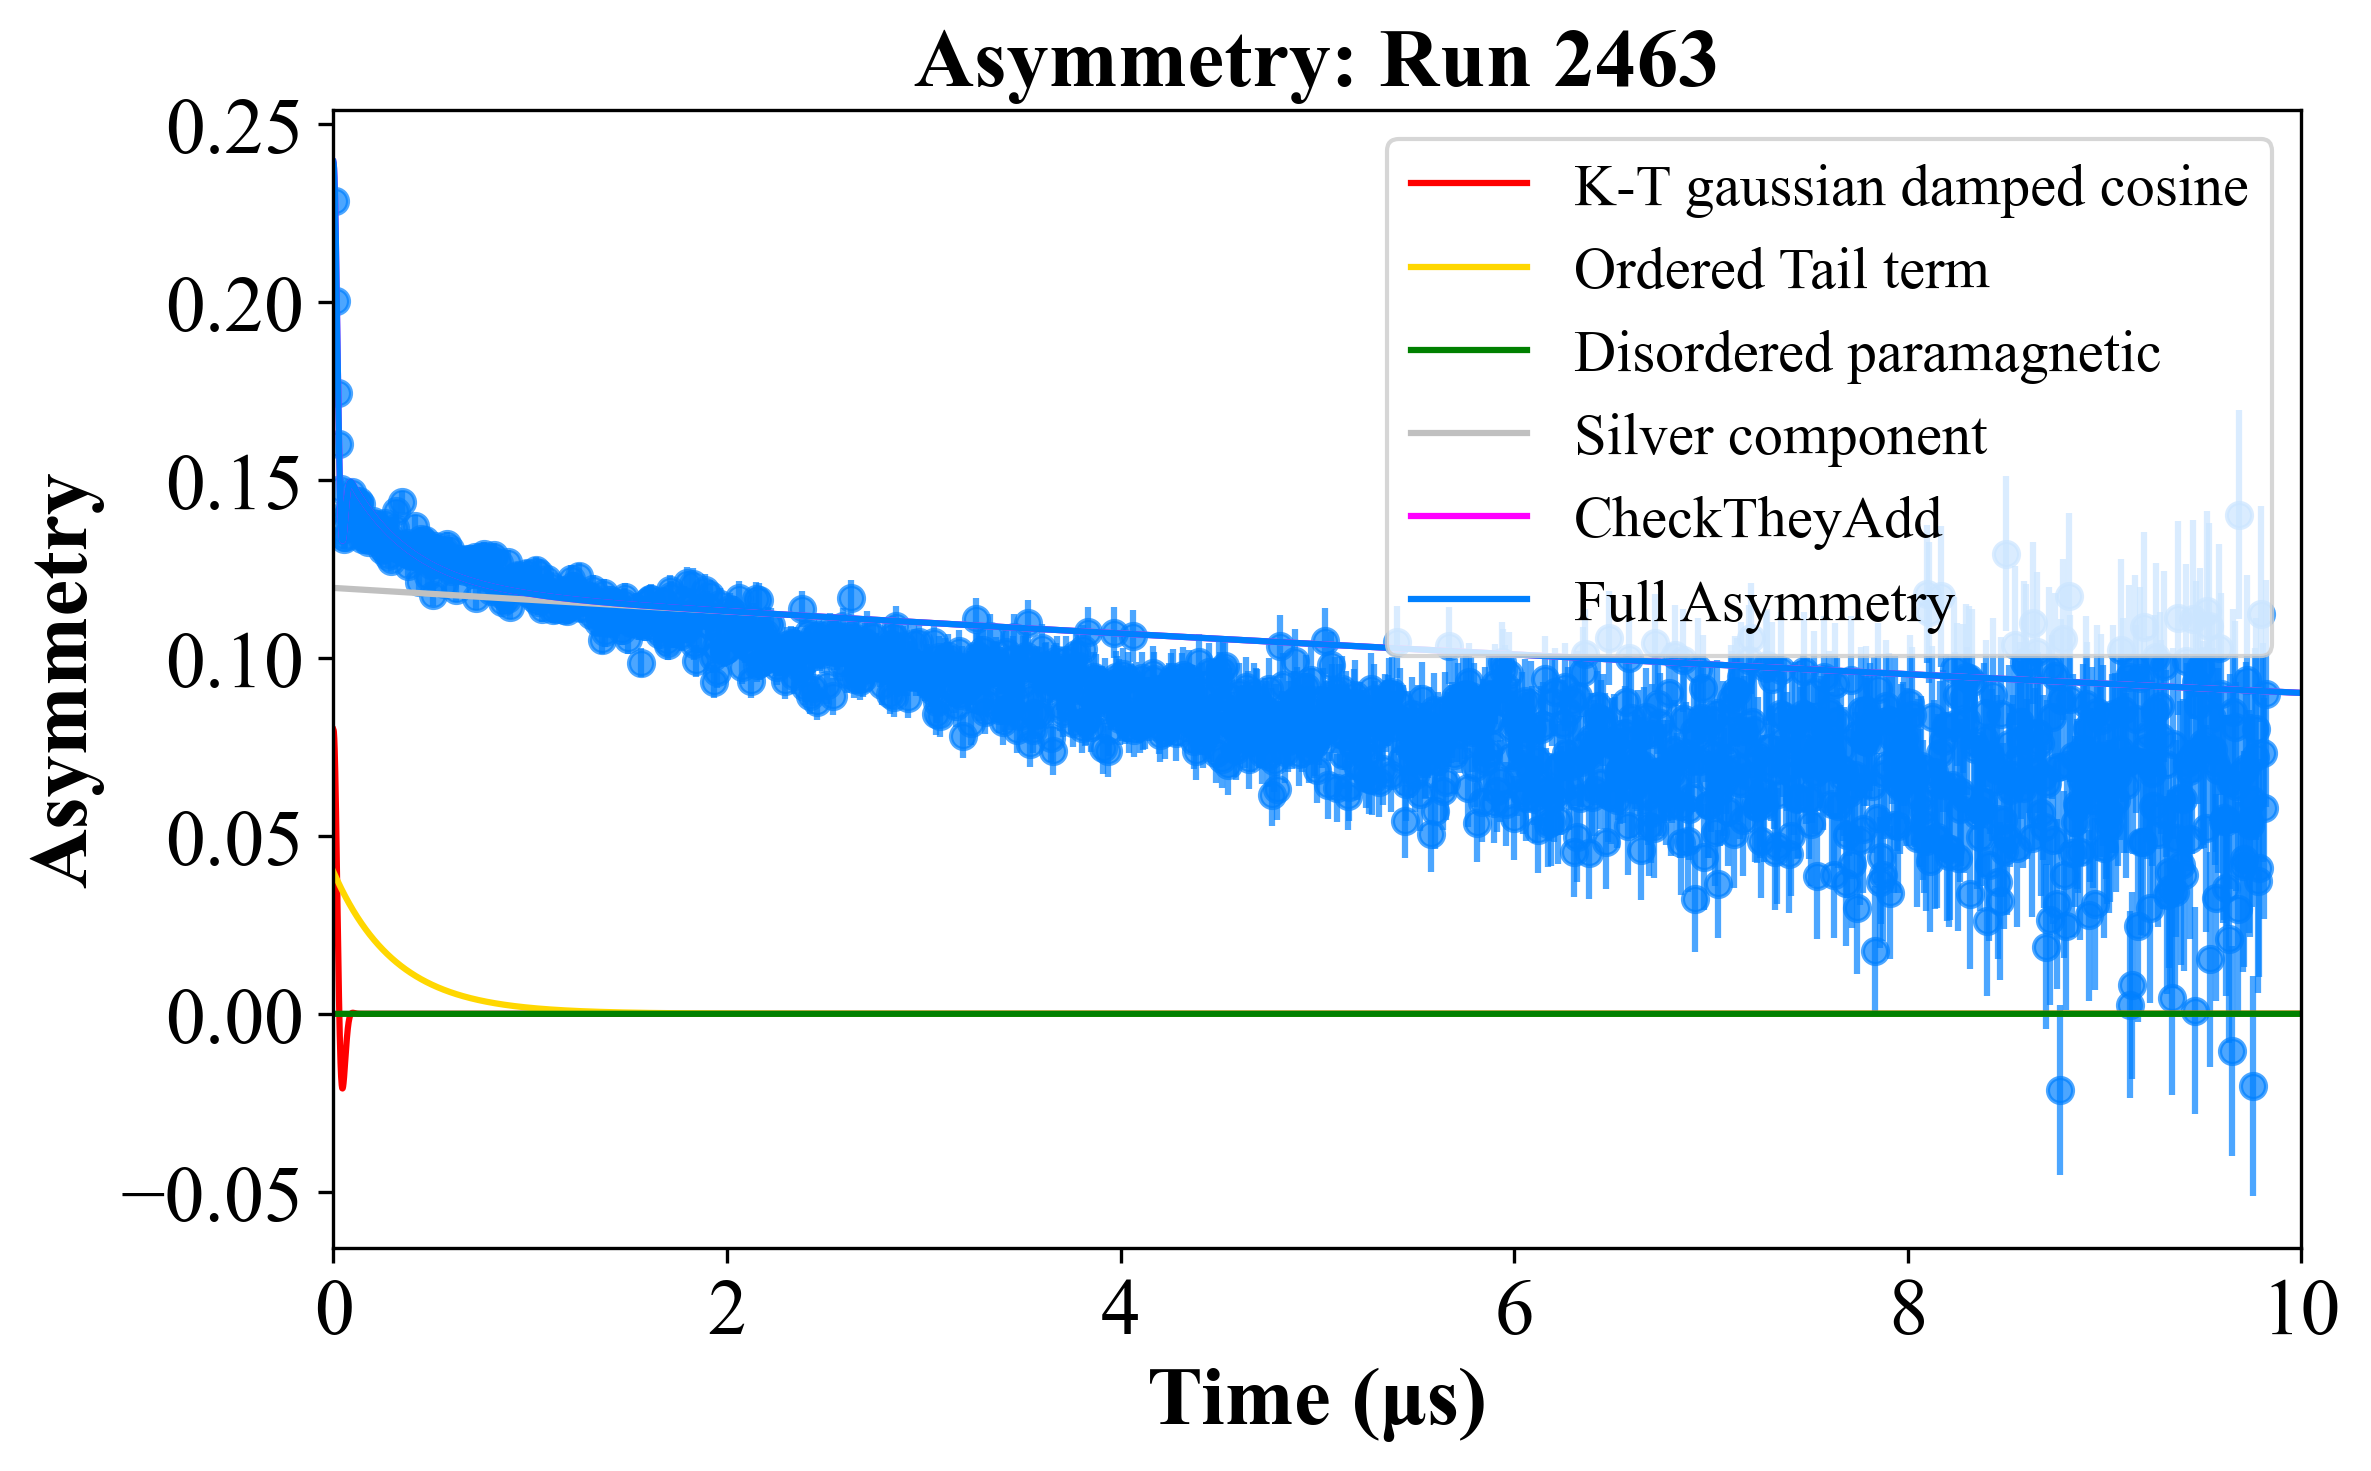 Asymmetry: Run 2463
0.25
0.20
0.15
0.10
0.05
0.00
−0.05
Asymmetry
K-T gaussian damped cosine
Ordered Tail term
Disordered paramagnetic
Silver component
CheckTheyAdd
Full Asymmetry
0 2 4 6 8 10
Time (μs)